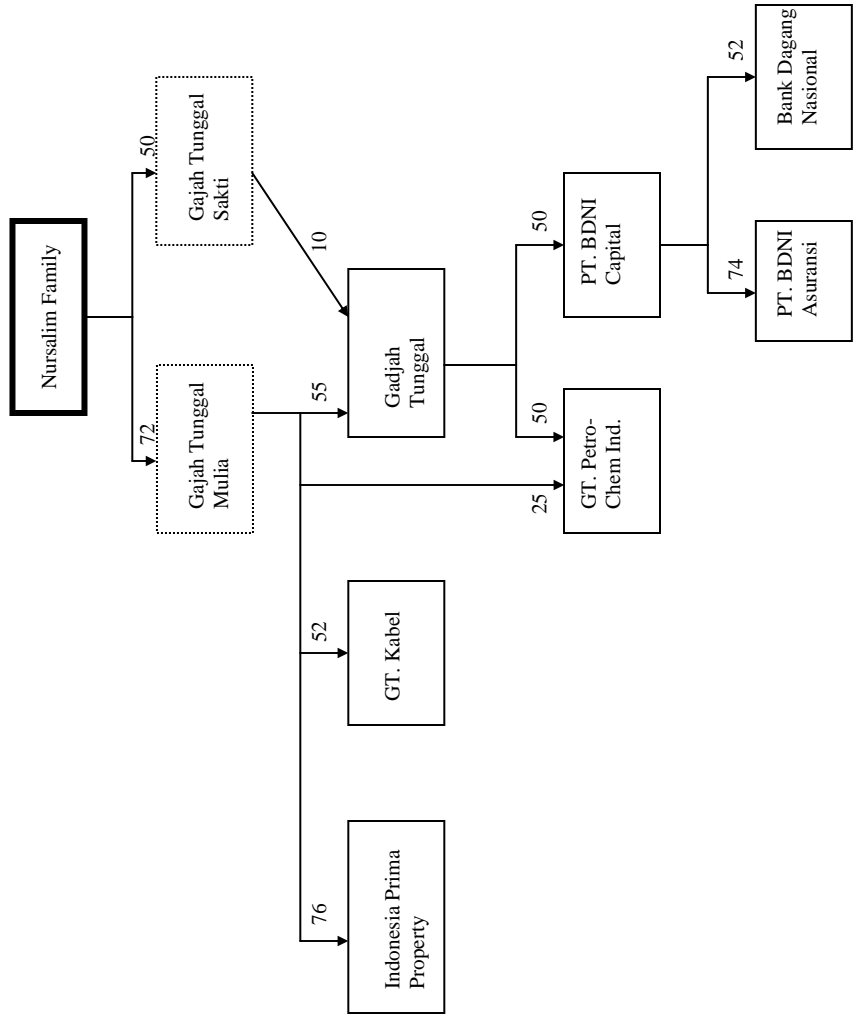 Nursalim Family
72
50
Gajah Tunggal
Mulia
Gajah Tunggal
Sakti
10
76
52
55
Indonesia Prima
Property
GT. Kabel
Gadjah
Tunggal
25
50
50
GT. Petro-
Chem Ind.
PT. BDNI
Capital
74
52
PT. BDNI
Asuransi
Bank Dagang
Nasional